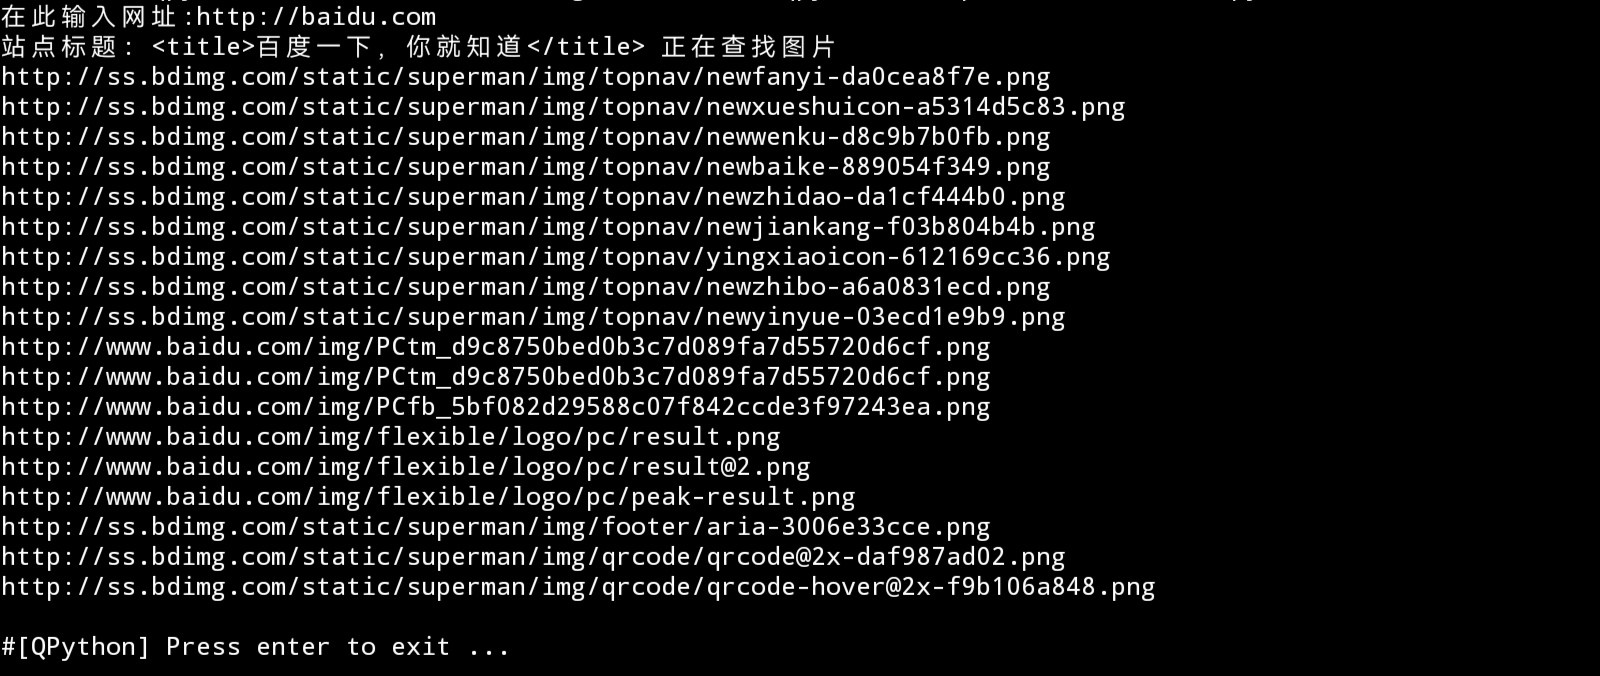 在此输入网址:http://baidu.com
站点标题: <title>百度一下，你就知道</title> 正在查找图片
http://ss.bdimg.com/static/superman/img/topnav/newfanyi-da0cea8f7e.png
http://ss.bdimg.com/static/superman/img/topnav/newxueshuicon-a5314d5c83.png
http://ss.bdimg.com/static/superman/img/topnav/newwenku-d8c9b7b0fb.png
http://ss.bdimg.com/static/superman/img/topnav/newbaike-889054f349.png
http://ss.bdimg.com/static/superman/img/topnav/newzhidao-da1cf444b0.png
http://ss.bdimg.com/static/superman/img/topnav/newjiankang-f03b804b4b.png
http://ss.bdimg.com/static/superman/img/topnav/yingxiaoicon-612169cc36.png
http://ss.bdimg.com/static/superman/img/topnav/newzhibo-a6a0831ecd.png
http://ss.bdimg.com/static/superman/img/topnav/newyinyue-03ecd1e9b9.png
http://www.baidu.com/img/PCtm_d9c8750bed0b3c7d089fa7d55720d6cf.png
http://www.baidu.com/img/PCtm_d9c8750bed0b3c7d089fa7d55720d6cf.png
http://www.baidu.com/img/PCfb_5bf082d29588c07f842ccde3f97243ea.png
http://www.baidu.com/img/flexible/logo/pc/result.png
http://www.baidu.com/img/flexible/logo/pc/result@2.png
http://www.baidu.com/img/flexible/logo/pc/peak-result.png
http://ss.bdimg.com/static/superman/img/footer/aria-3006e33cce.png
http://ss.bdimg.com/static/superman/img/qrcode/qrcode@2x-daf987ad02.png
http://ss.bdimg.com/static/superman/img/qrcode/qrcode-hover@2x-f9b106a848.png
#[QPython] Press enter to exit ...